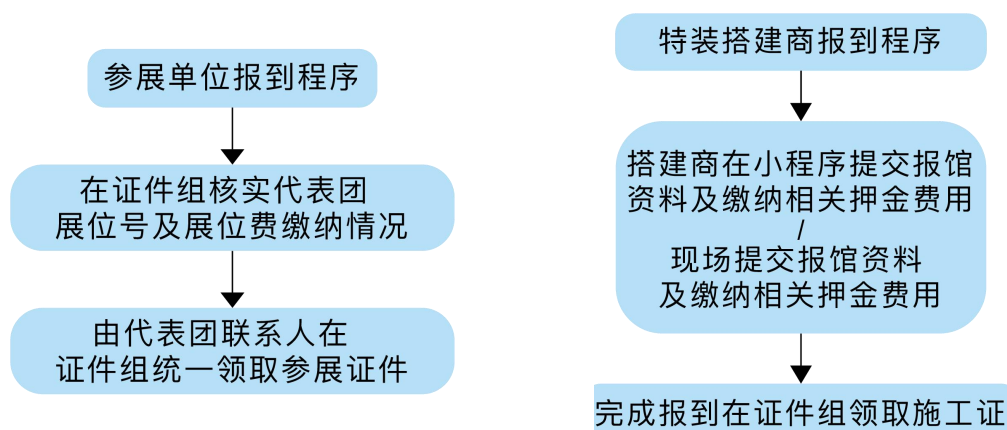 参展单位报到程序
在证件组核实代表团
展位号及展位费缴纳情况
由代表团联系人在
证件组统一领取参展证件
特装搭建商报到程序
搭建商在小程序提交报馆
资料及缴纳相关押金费用
/
现场提交报馆资料
及缴纳相关押金费用
完成报到在证件组领取施工证